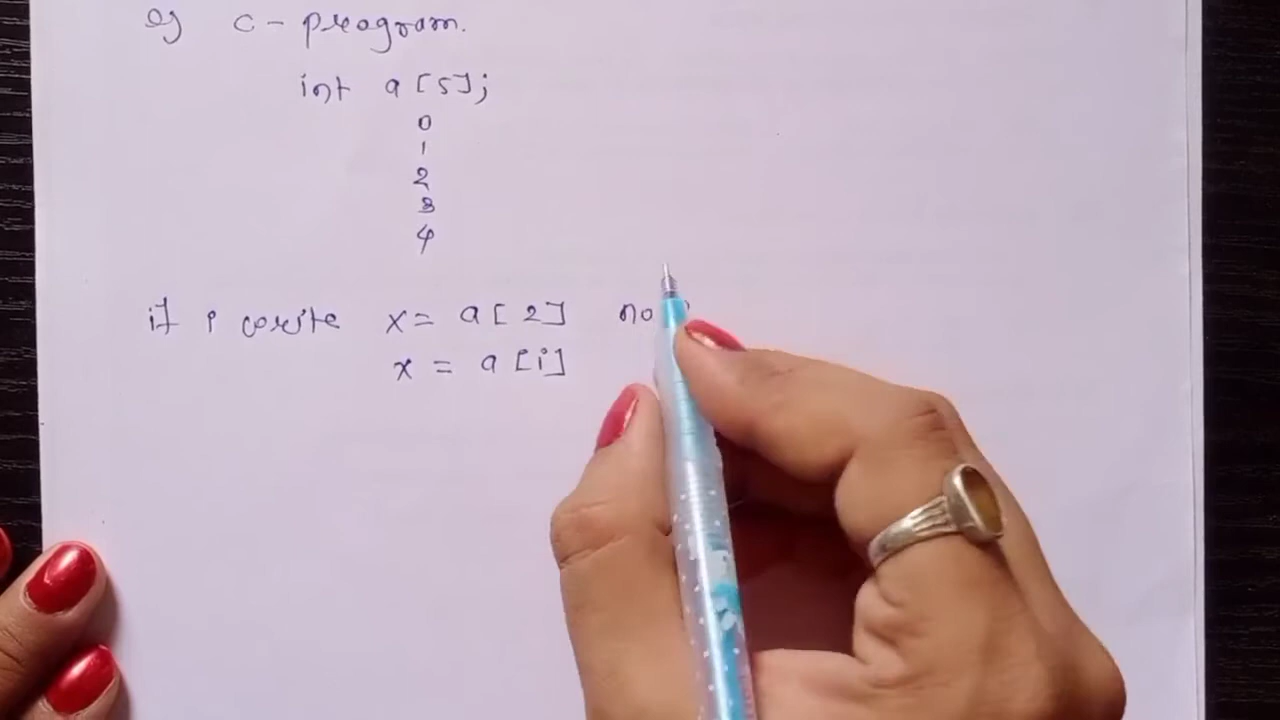 eg C - program.
int a [5];
0
1
2
3
4
if i write x = a [ 2 ] no
x = a [i]